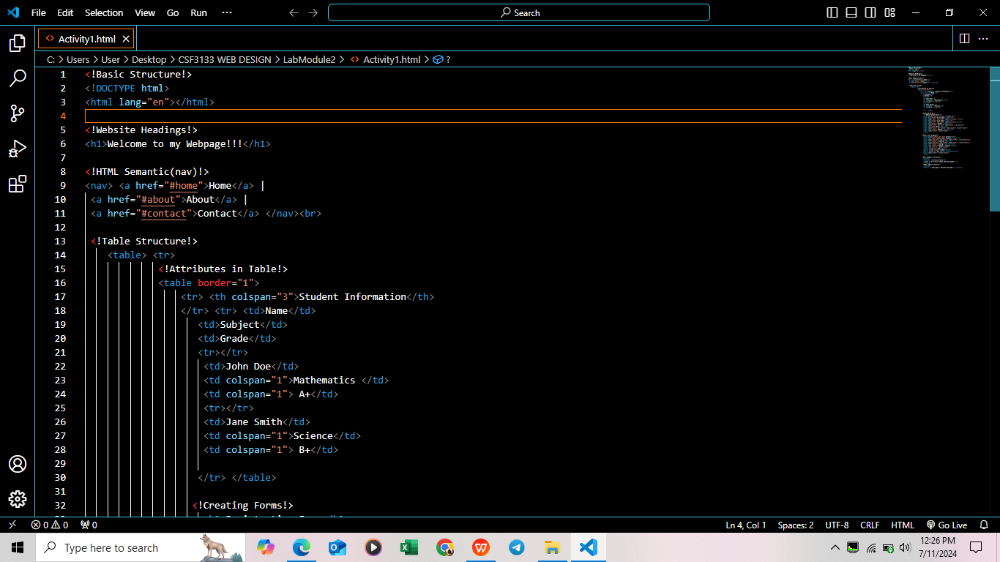 File Edit Selection View Go Run ···
Search
Activity1.html
C: > Users > User > Desktop > CSF3133 WEB DESIGN > LabModule2 > Activity1.html > ?
1 <!Basic Structure!>
2 <!DOCTYPE html>
3 <html lang="en"></html>
4
5 <!Website Headings!>
6 <h1>Welcome to my Webpage!!!</h1>
7
8 <!HTML Semantic(nav)!>
9 <nav> <a href="#home">Home</a> |
10 <a href="#about">About</a> |
11 <a href="#contact">Contact</a> </nav><br>
12
13 <!Table Structure!>
14 <table> <tr>
15 <!Attributes in Table!>
16 <table border="1">
17 <tr> <th colspan="3">Student Information</th>
18 </tr> <tr> <td>Name</td>
19 <td>Subject</td>
20 <td>Grade</td>
21 <tr></tr>
22 <td>John Doe</td>
23 <td colspan="1">Mathematics </td>
24 <td colspan="1"> A+</td>
25 <tr></tr>
26 <td>Jane Smith</td>
27 <td colspan="1">Science</td>
28 <td colspan="1"> B+</td>
29
30 </tr> </table>
31
32 <!Creating Forms!>
0 0 0 Ln 4, Col 1 Spaces: 2 UTF-8 CRLF HTML Go Live
Type here to search
12:26 PM
7/11/2024